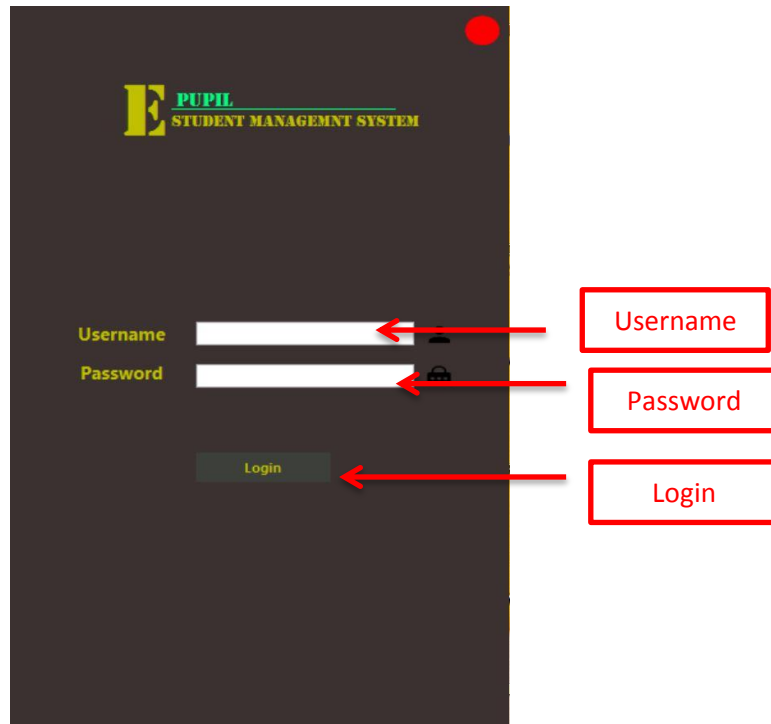 E PUPIL
STUDENT MANAGEMNT SYSTEM
Username
Username
Password
Password
Login
Login